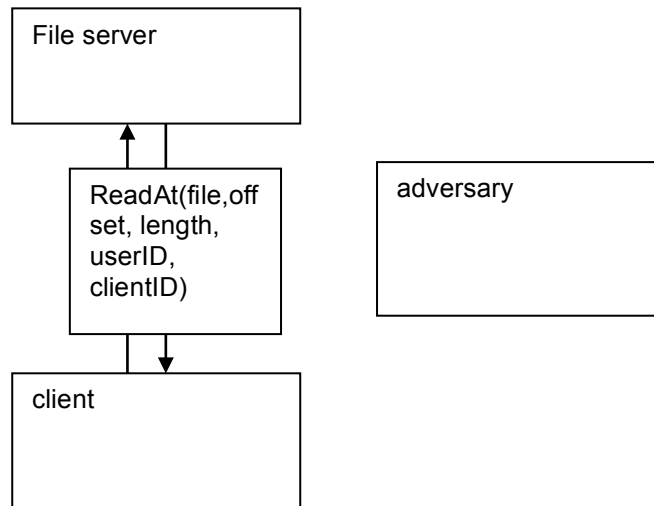 File server
ReadAt(file,off
set, length,
userID,
clientID)
adversary
client